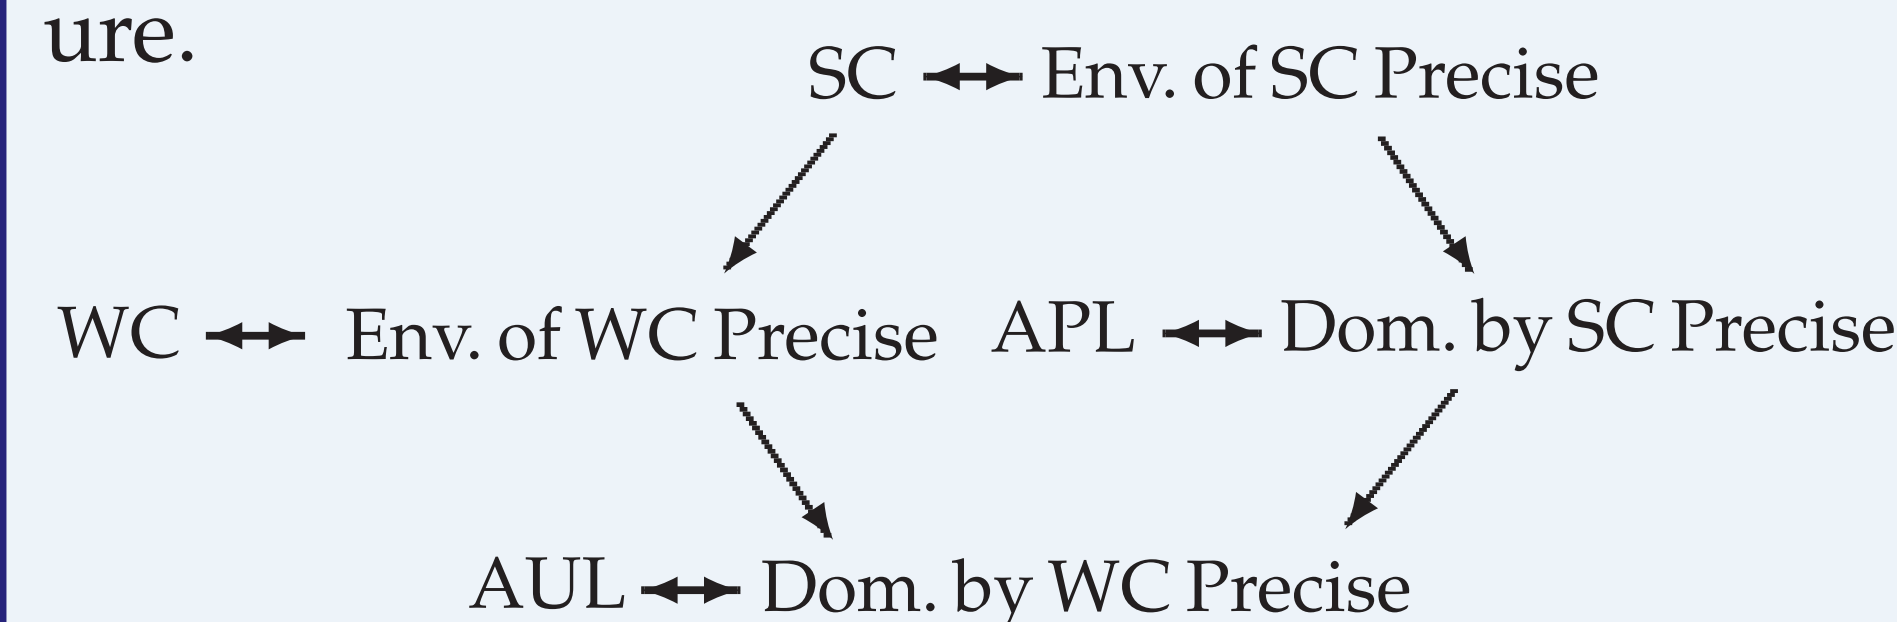 ure.
SC ↔ Env. of SC Precise
WC ↔ Env. of WC Precise APL ↔ Dom. by SC Precise
AUL ↔ Dom. by WC Precise